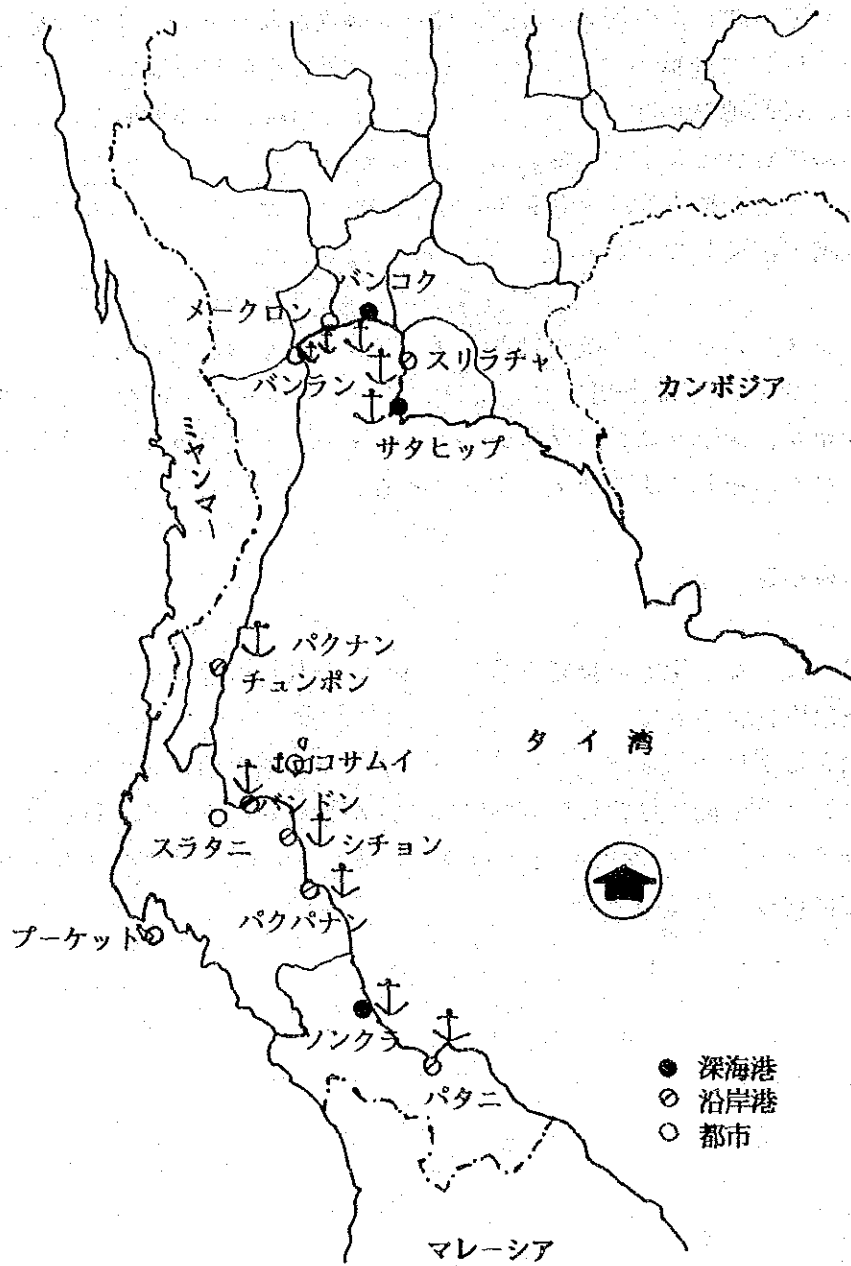 バンコク
メークロン
スリラチャ
バンラン
カンボジア
サタヒップ
ミャンマー
パクナン
チュンポン
タイ湾
コサムイ
バンドン
スラタニ
シチョン
パクパナン
プーケット
ソンクラ
パタニ
深海港
沿岸港
都市
マレーシア